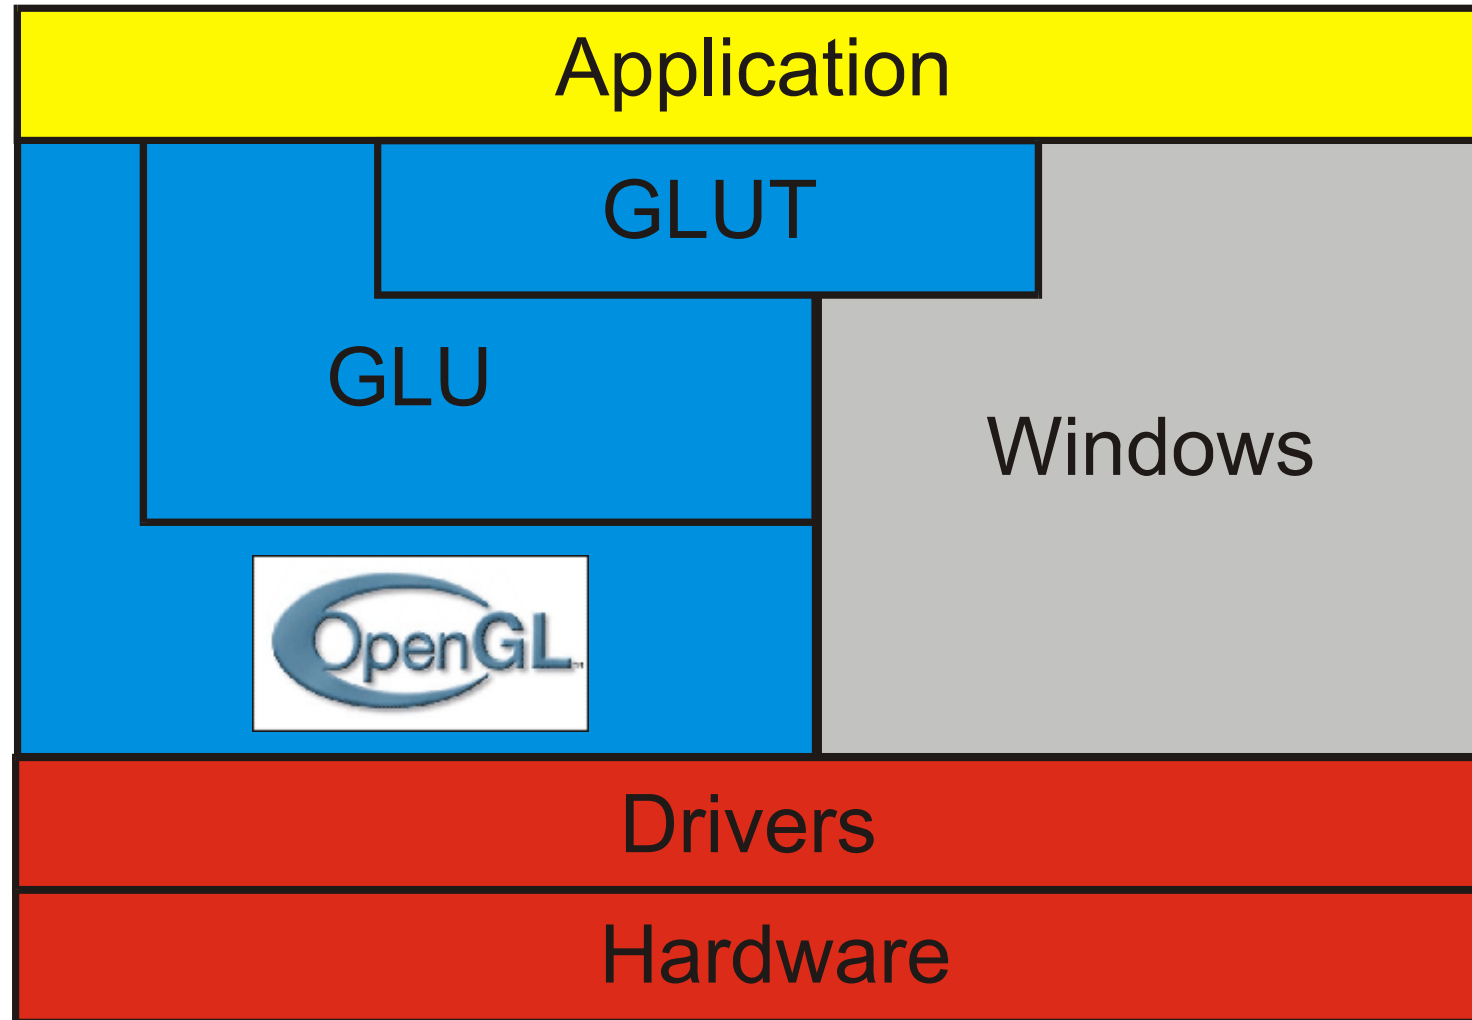 Application
GLUT
GLU
Windows
OpenGL
Drivers
Hardware